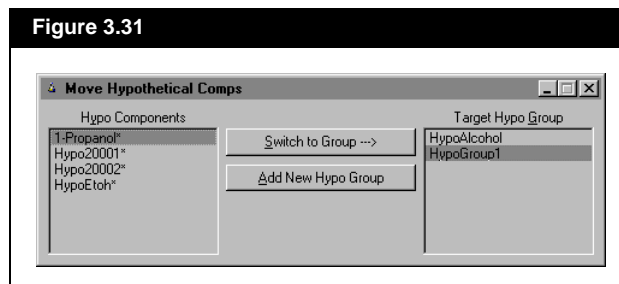 Figure 3.31
Move Hypothetical Comps
Hypo Components
Target Hypo Group
1-Propanol*
Hypo20001*
Hypo20002*
HypoEtoh*
Switch to Group --->
Add New Hypo Group
HypoAlcohol
HypoGroup1